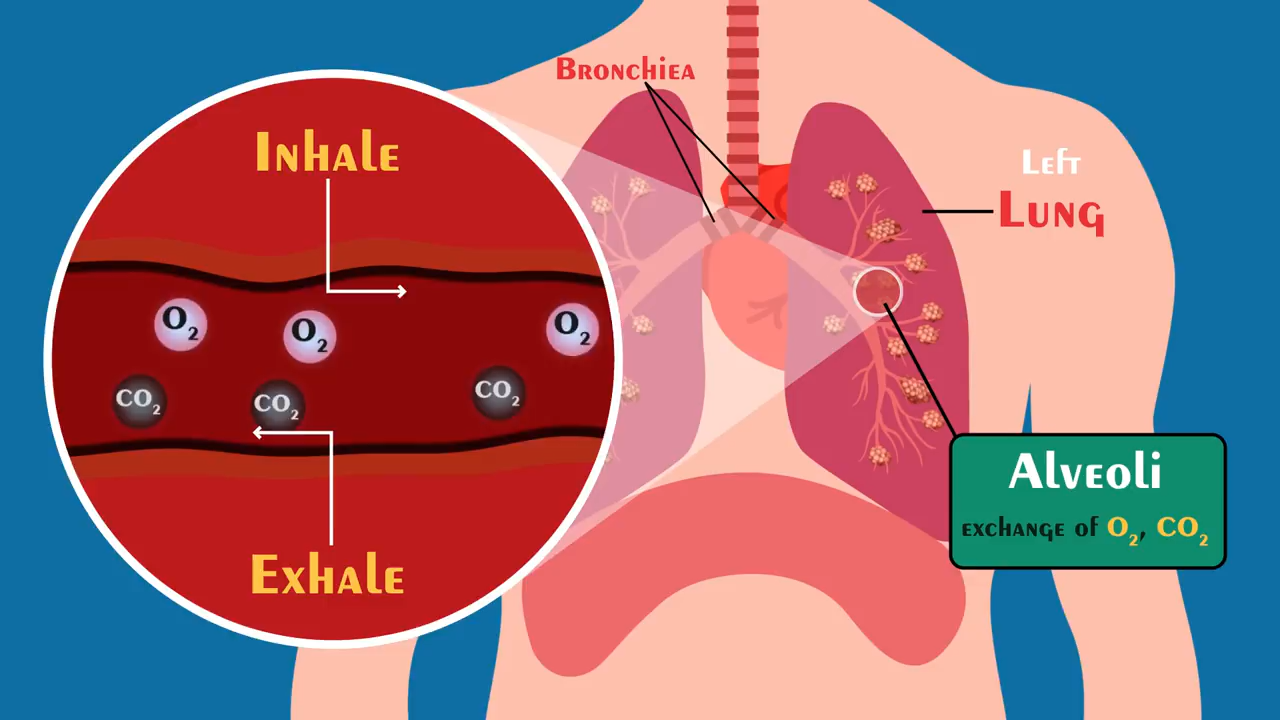 Bronchiea
Inhale
O2
O2
O2
CO2
CO2
CO2
Exhale
Left
Lung
Alveoli
exchange of O2, CO2